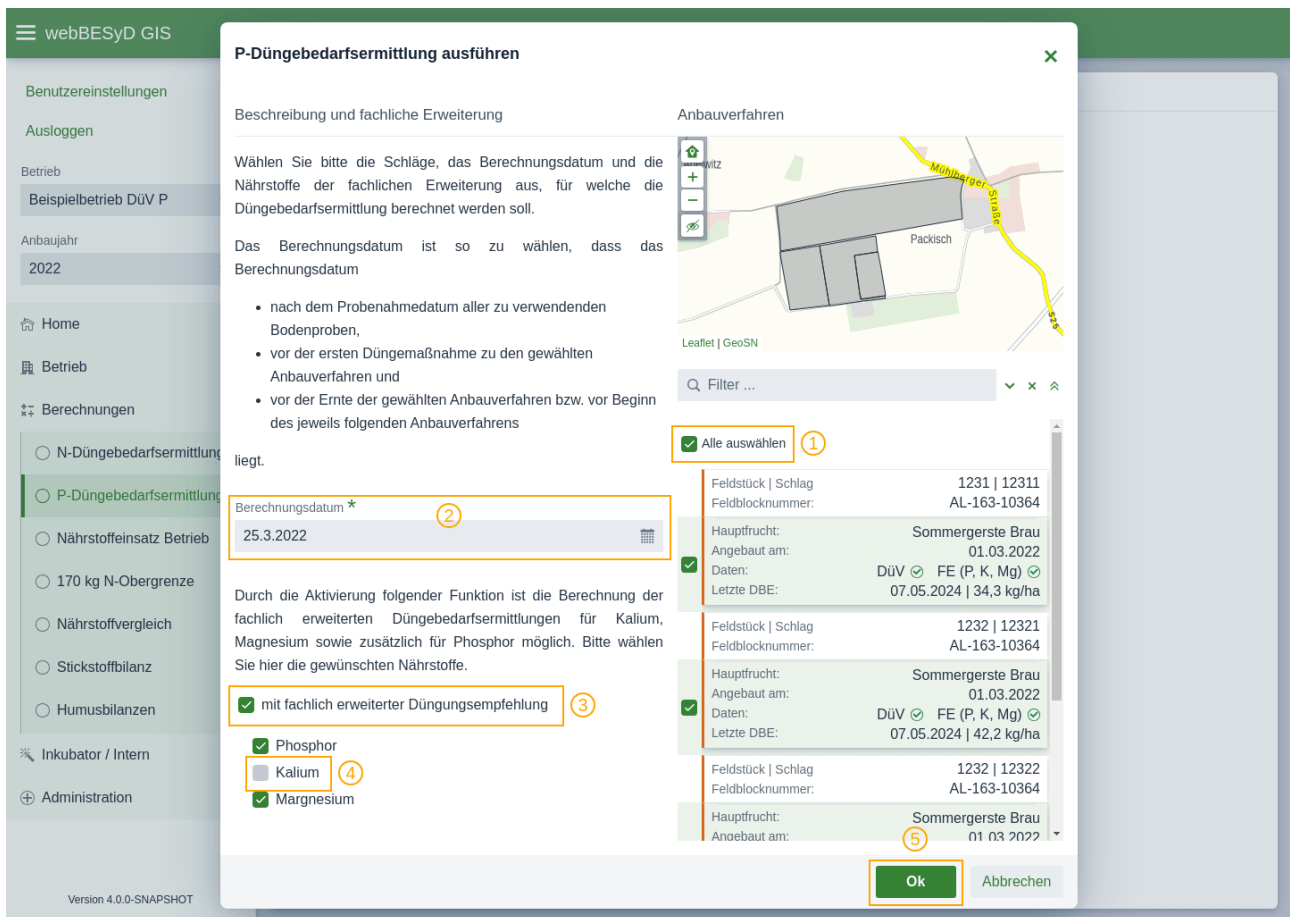 webBESyD GIS
Benutzereinstellungen
Ausloggen
Betrieb
Beispielbetrieb DüV P
Anbaujahr
2022
Home
Betrieb
Berechnungen
N-Düngebedarfsermittlung
P-Düngebedarfsermittlung
Nährstoffeinsatz Betrieb
170 kg N-Obergrenze
Nährstoffvergleich
Stickstoffbilanz
Humusbilanzen
Inkubator / Intern
Administration
Version 4.0.0-SNAPSHOT
P-Düngebedarfsermittlung ausführen
Beschreibung und fachliche Erweiterung
Wählen Sie bitte die Schläge, das Berechnungsdatum und die
Nährstoffe der fachlichen Erweiterung aus, für welche die
Düngebedarfsermittlung berechnet werden soll.
Das Berechnungsdatum ist so zu wählen, dass das
Berechnungsdatum
• nach dem Probenahmedatum aller zu verwendenden
Bodenproben,
• vor der ersten Düngemaßnahme zu den gewählten
Anbauverfahren und
• vor der Ernte der gewählten Anbauverfahren bzw. vor Beginn
des jeweils folgenden Anbauverfahrens
liegt.
Berechnungsdatum *
2
25.3.2022
Durch die Aktivierung folgender Funktion ist die Berechnung der
fachlich erweiterten Düngebedarfsermittlungen für Kalium,
Magnesium sowie zusätzlich für Phosphor möglich. Bitte wählen
Sie hier die gewünschten Nährstoffe.
mit fachlich erweiterter Düngungsempfehlung
3
Phosphor
Kalium
4
Margnesium
Anbauverfahren
witz
+
−
Mühlberger Straße
Packisch
S25
Leaflet | GeoSN
Filter ...
Alle auswählen
1
Feldstück | Schlag 1231 | 12311
Feldblocknummer: AL-163-10364
Hauptfrucht: Sommergerste Brau
Angebaut am: 01.03.2022
Daten: DüV FE (P, K, Mg)
Letzte DBE: 07.05.2024 | 34,3 kg/ha
Feldstück | Schlag 1232 | 12321
Feldblocknummer: AL-163-10364
Hauptfrucht: Sommergerste Brau
Angebaut am: 01.03.2022
Daten: DüV FE (P, K, Mg)
Letzte DBE: 07.05.2024 | 42,2 kg/ha
Feldstück | Schlag 1232 | 12322
Feldblocknummer: AL-163-10364
Hauptfrucht: Sommergerste Brau
Angebaut am: 01.03.2022
5
Ok
Abbrechen